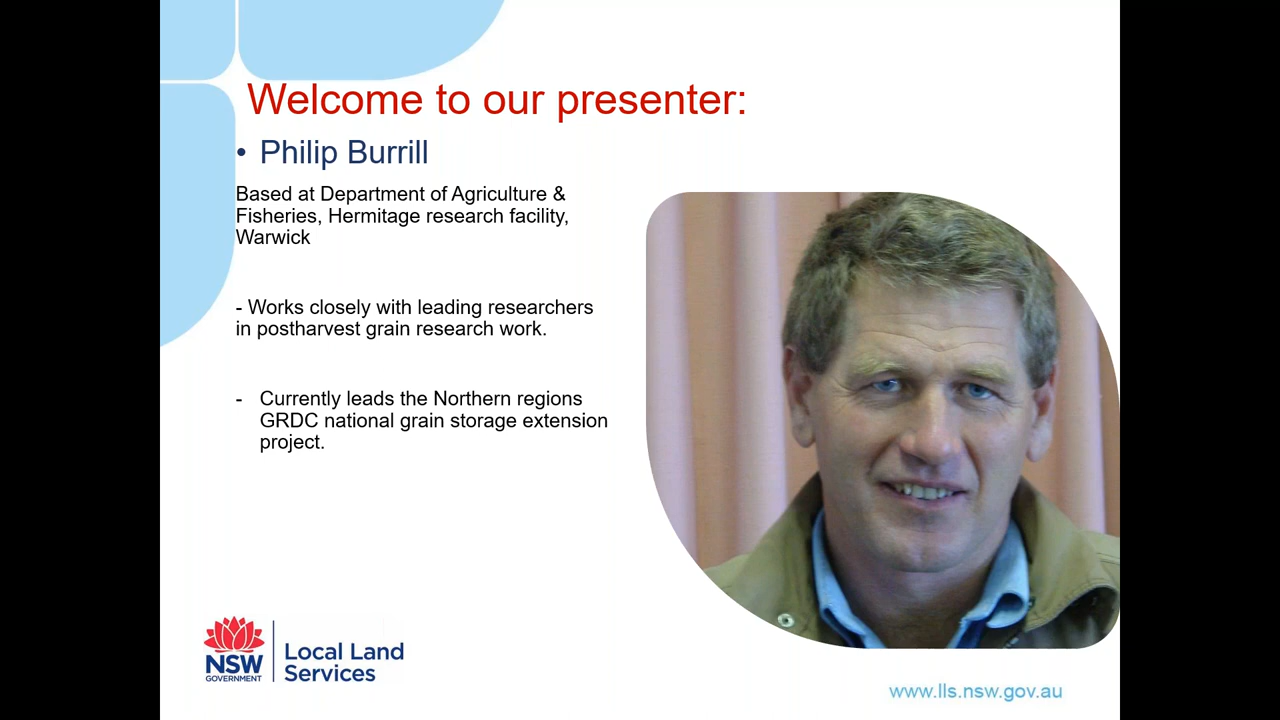 Welcome to our presenter:
• Philip Burrill
Based at Department of Agriculture &
Fisheries, Hermitage research facility,
Warwick
- Works closely with leading researchers
in postharvest grain research work.
- Currently leads the Northern regions
GRDC national grain storage extension
project.
NSW
GOVERNMENT
Local Land
Services
www.lls.nsw.gov.au